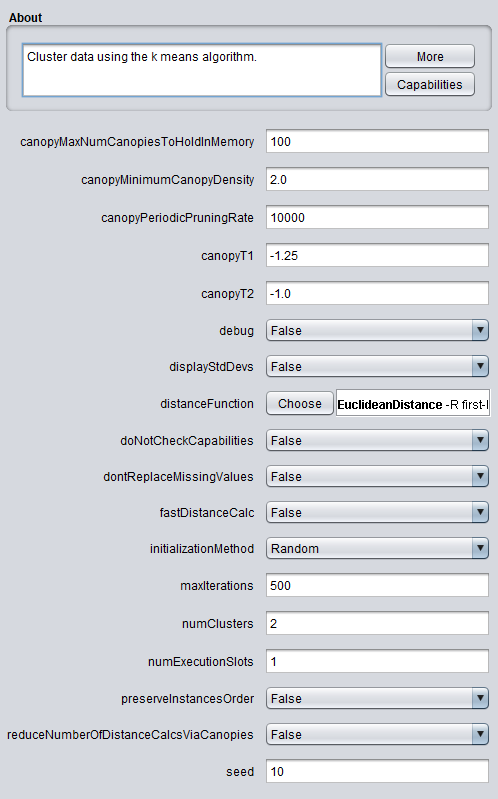 About
Cluster data using the k means algorithm.
More
Capabilities
canopyMaxNumCanopiesToHoldInMemory 100
canopyMinimumCanopyDensity 2.0
canopyPeriodicPruningRate 10000
canopyT1 -1.25
canopyT2 -1.0
debug False
displayStdDevs False
distanceFunction Choose EuclideanDistance -R first-l
doNotCheckCapabilities False
dontReplaceMissingValues False
fastDistanceCalc False
initializationMethod Random
maxIterations 500
numClusters 2
numExecutionSlots 1
preserveInstancesOrder False
reduceNumberOfDistanceCalcsViaCanopies False
seed 10